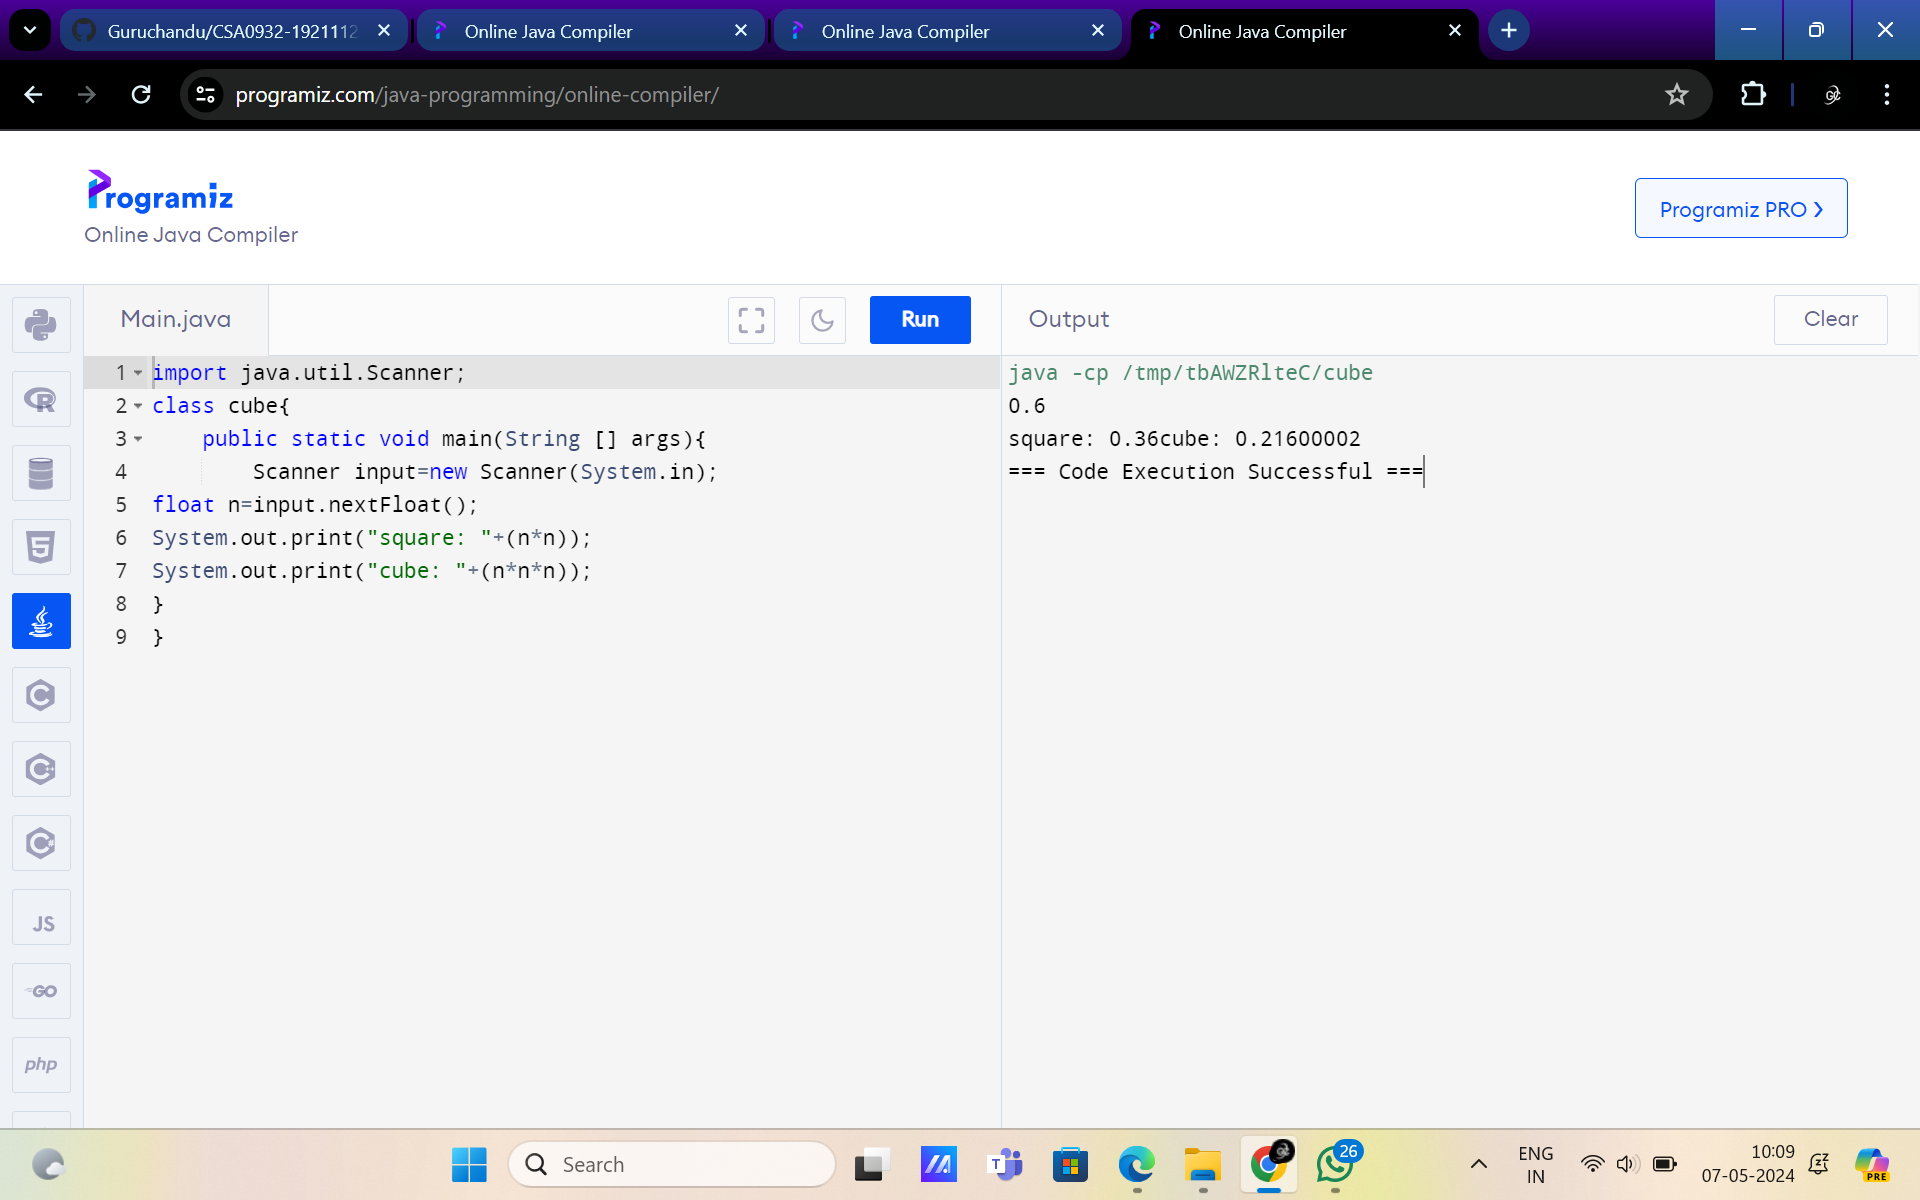 Guruchandu/CSA0932-1921112
Online Java Compiler
Online Java Compiler
Online Java Compiler
programiz.com/java-programming/online-compiler/
GC
Programiz
Online Java Compiler
Programiz PRO
Main.java
Run
Output
Clear
1 import java.util.Scanner;
2 class cube{
3     public static void main(String [] args){
4         Scanner input=new Scanner(System.in);
5 float n=input.nextFloat();
6 System.out.print("square: "+(n*n));
7 System.out.print("cube: "+(n*n*n));
8 }
9 }
java -cp /tmp/tbAWZRlteC/cube
0.6
square: 0.36cube: 0.21600002
=== Code Execution Successful ===
R
5
C
C++
C#
JS
GO
php
Search
T
26
ENG
IN
10:09
07-05-2024
PRE